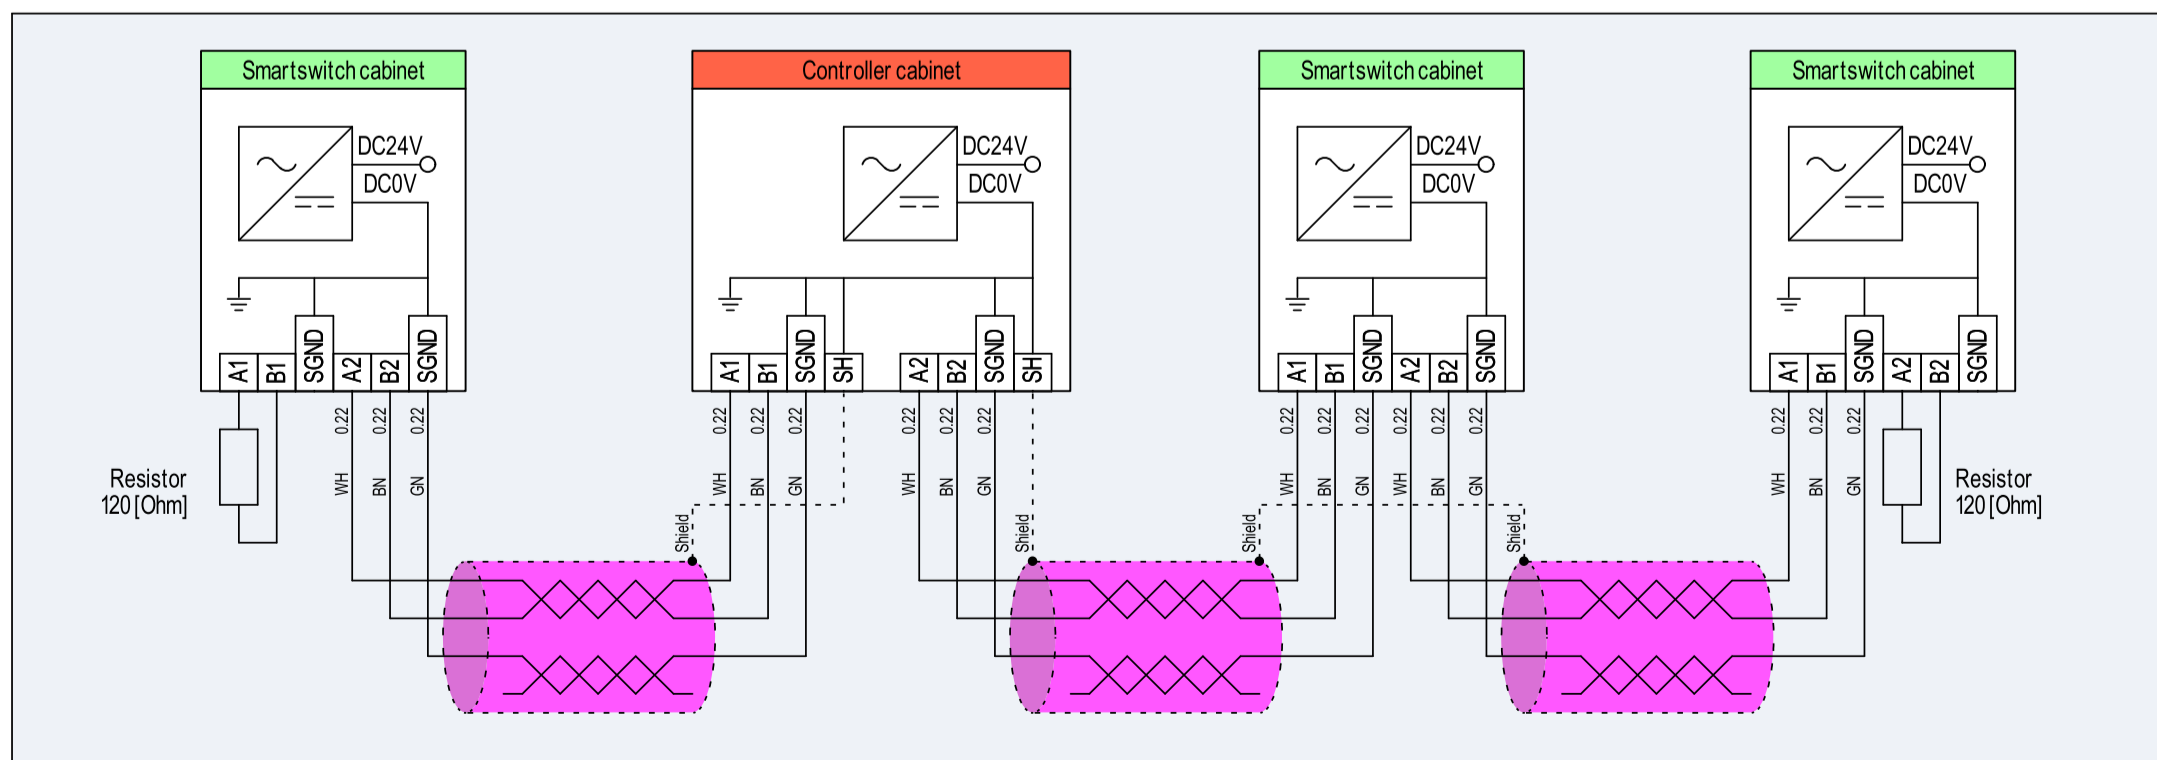 Smartswitch cabinet
Controller cabinet
Smartswitch cabinet
Smartswitch cabinet
DC24V
DC0V
DC24V
DC0V
DC24V
DC0V
DC24V
DC0V
A1 B1 SGND A2 B2 SGND
A1 B1 SGND SH A2 B2 SGND SH
A1 B1 SGND A2 B2 SGND
A1 B1 SGND A2 B2 SGND
0.22 0.22 0.22
0.22 0.22 0.22 0.22 0.22 0.22
0.22 0.22 0.22 0.22 0.22 0.22
0.22 0.22 0.22
Resistor
120 [Ohm]
WH BN GN
WH BN GN WH BN GN
WH BN GN WH BN GN
WH BN GN
Resistor
120 [Ohm]
Shield
Shield
Shield
Shield